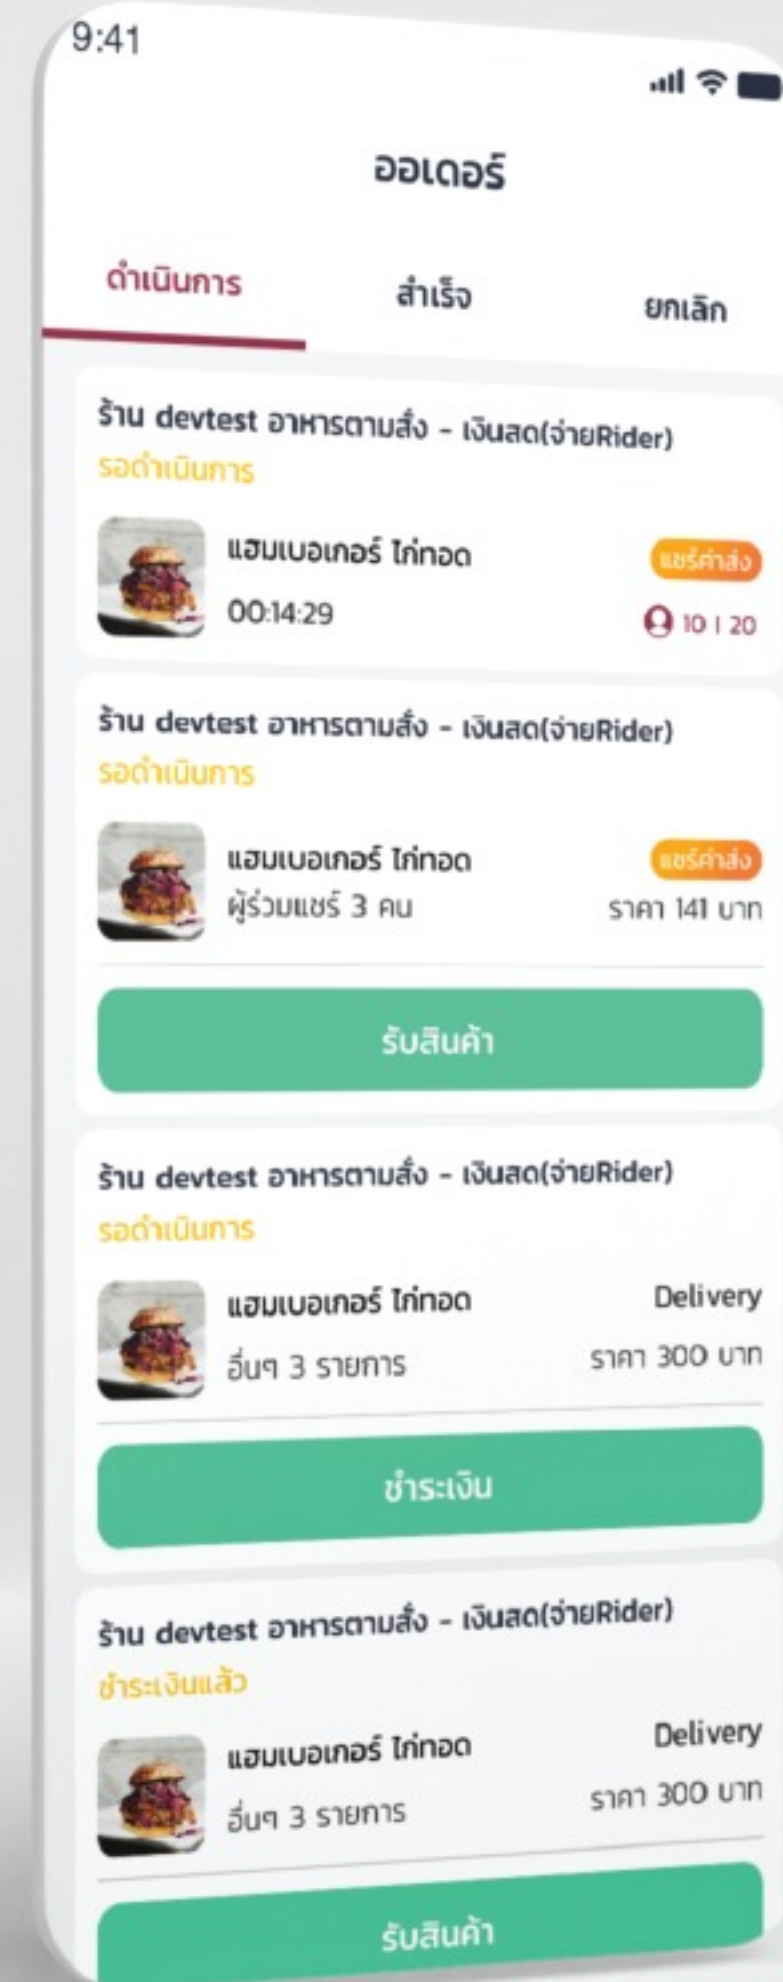 9:41
ออเดอร์
ดำเนินการ สำเร็จ ยกเลิก
ร้าน devtest อาหารตามสั่ง - เงินสด(จ่ายRider)
รอดำเนินการ
แฮมเบอเกอร์ ไก่ทอด แชร์ค่าส่ง
00:14:29 10 | 20
ร้าน devtest อาหารตามสั่ง - เงินสด(จ่ายRider)
รอดำเนินการ
แฮมเบอเกอร์ ไก่ทอด แชร์ค่าส่ง
ผู้ร่วมแชร์ 3 คน ราคา 141 บาท
รับสินค้า
ร้าน devtest อาหารตามสั่ง - เงินสด(จ่ายRider)
รอดำเนินการ
แฮมเบอเกอร์ ไก่ทอด Delivery
อื่นๆ 3 รายการ ราคา 300 บาท
ชำระเงิน
ร้าน devtest อาหารตามสั่ง - เงินสด(จ่ายRider)
ชำระเงินแล้ว
แฮมเบอเกอร์ ไก่ทอด Delivery
อื่นๆ 3 รายการ ราคา 300 บาท
รับสินค้า